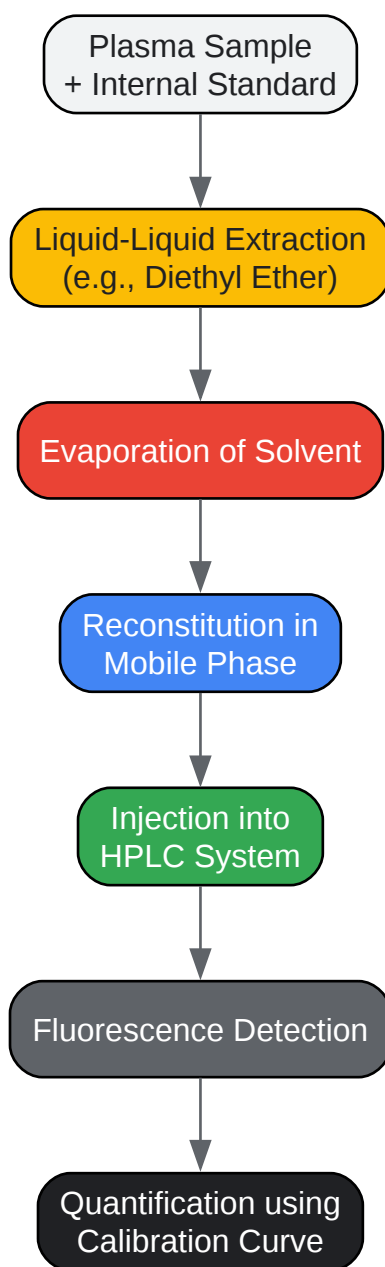 Plasma Sample
+ Internal Standard
Liquid-Liquid Extraction
(e.g., Diethyl Ether)
Evaporation of Solvent
Reconstitution in
Mobile Phase
Injection into
HPLC System
Fluorescence Detection
Quantification using
Calibration Curve